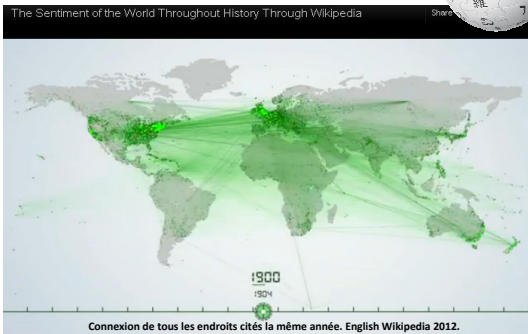 The Sentiment of the World Throughout History Through Wikipedia
Share
1900
1904
Connexion de tous les endroits cités la même année. English Wikipedia 2012.